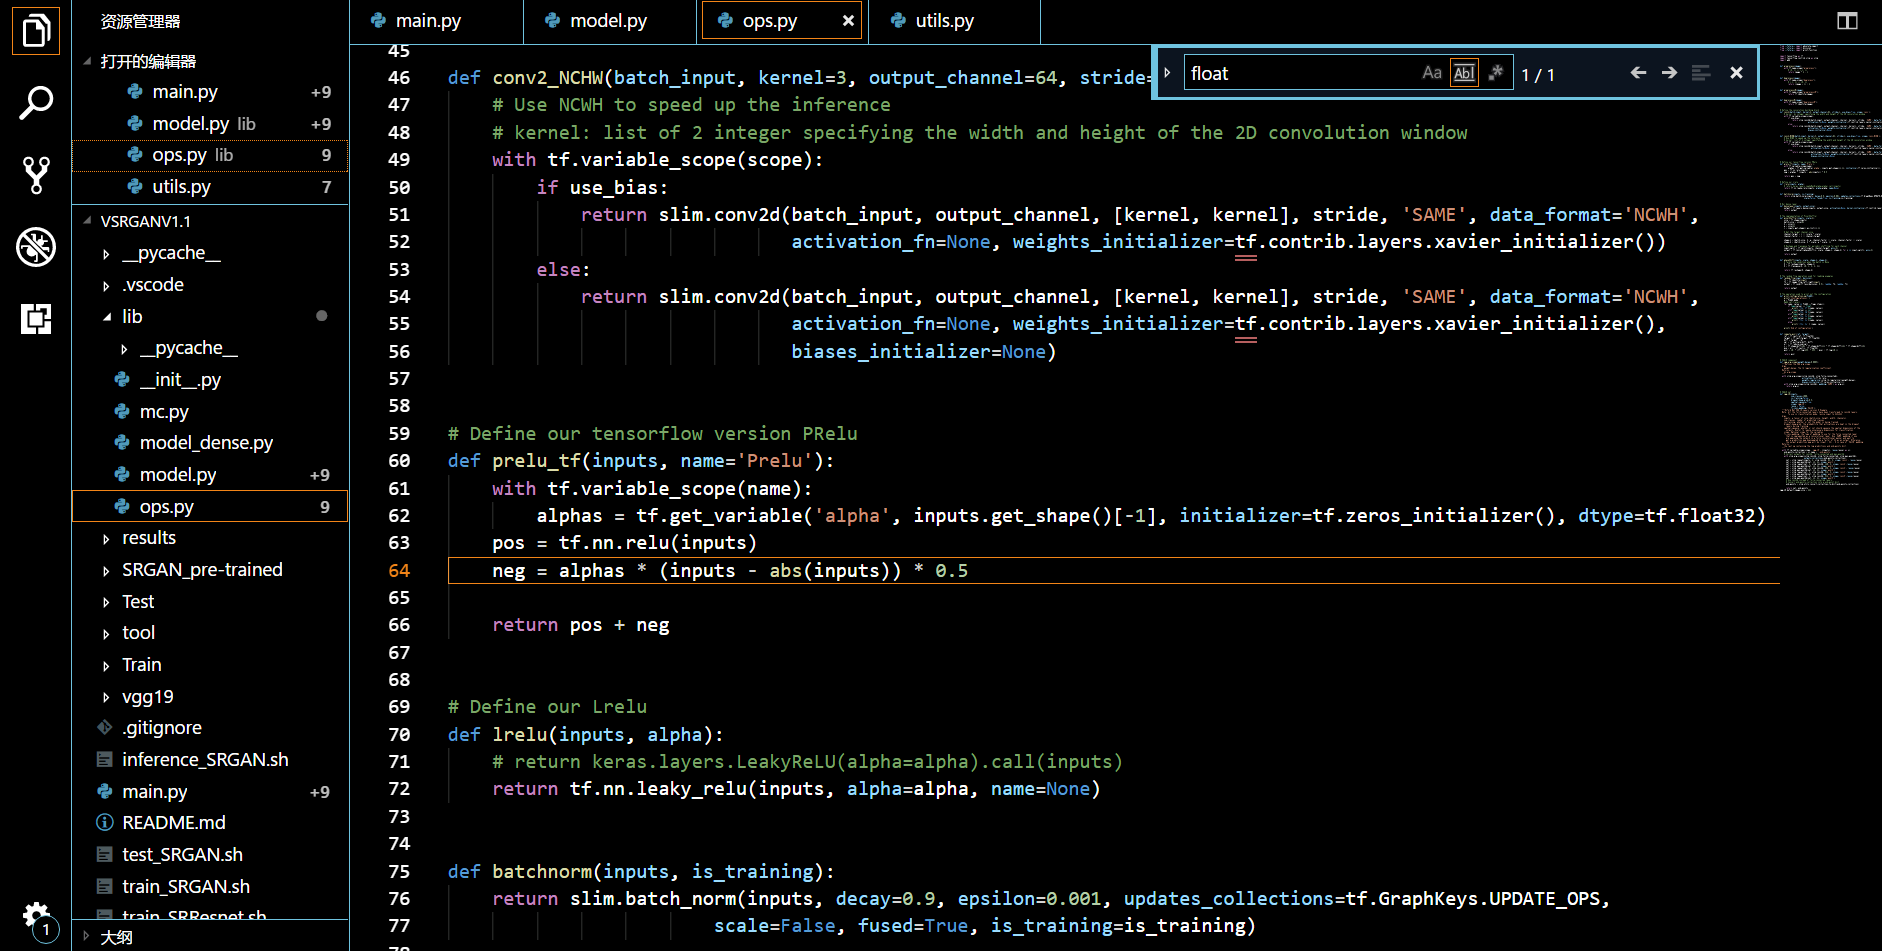 资源管理器
打开的编辑器
main.py +9
model.py lib +9
ops.py lib 9
utils.py 7
VSRGANV1.1
__pycache__
.vscode
lib
__pycache__
__init__.py
mc.py
model_dense.py
model.py +9
ops.py 9
results
SRGAN_pre-trained
Test
tool
Train
vgg19
.gitignore
inference_SRGAN.sh
main.py +9
README.md
test_SRGAN.sh
train_SRGAN.sh
train_SRResnet.sh
大纲
1
main.py model.py ops.py utils.py
float Aa Abl 1 / 1
45
46 def conv2_NCHW(batch_input, kernel=3, output_channel=64, stride=
47 # Use NCWH to speed up the inference
48 # kernel: list of 2 integer specifying the width and height of the 2D convolution window
49 with tf.variable_scope(scope):
50 if use_bias:
51 return slim.conv2d(batch_input, output_channel, [kernel, kernel], stride, 'SAME', data_format='NCWH',
52 activation_fn=None, weights_initializer=tf.contrib.layers.xavier_initializer())
53 else:
54 return slim.conv2d(batch_input, output_channel, [kernel, kernel], stride, 'SAME', data_format='NCWH',
55 activation_fn=None, weights_initializer=tf.contrib.layers.xavier_initializer(),
56 biases_initializer=None)
57
58
59 # Define our tensorflow version PRelu
60 def prelu_tf(inputs, name='Prelu'):
61 with tf.variable_scope(name):
62 alphas = tf.get_variable('alpha', inputs.get_shape()[-1], initializer=tf.zeros_initializer(), dtype=tf.float32)
63 pos = tf.nn.relu(inputs)
64 neg = alphas * (inputs - abs(inputs)) * 0.5
65
66 return pos + neg
67
68
69 # Define our Lrelu
70 def lrelu(inputs, alpha):
71 # return keras.layers.LeakyReLU(alpha=alpha).call(inputs)
72 return tf.nn.leaky_relu(inputs, alpha=alpha, name=None)
73
74
75 def batchnorm(inputs, is_training):
76 return slim.batch_norm(inputs, decay=0.9, epsilon=0.001, updates_collections=tf.GraphKeys.UPDATE_OPS,
77 scale=False, fused=True, is_training=is_training)